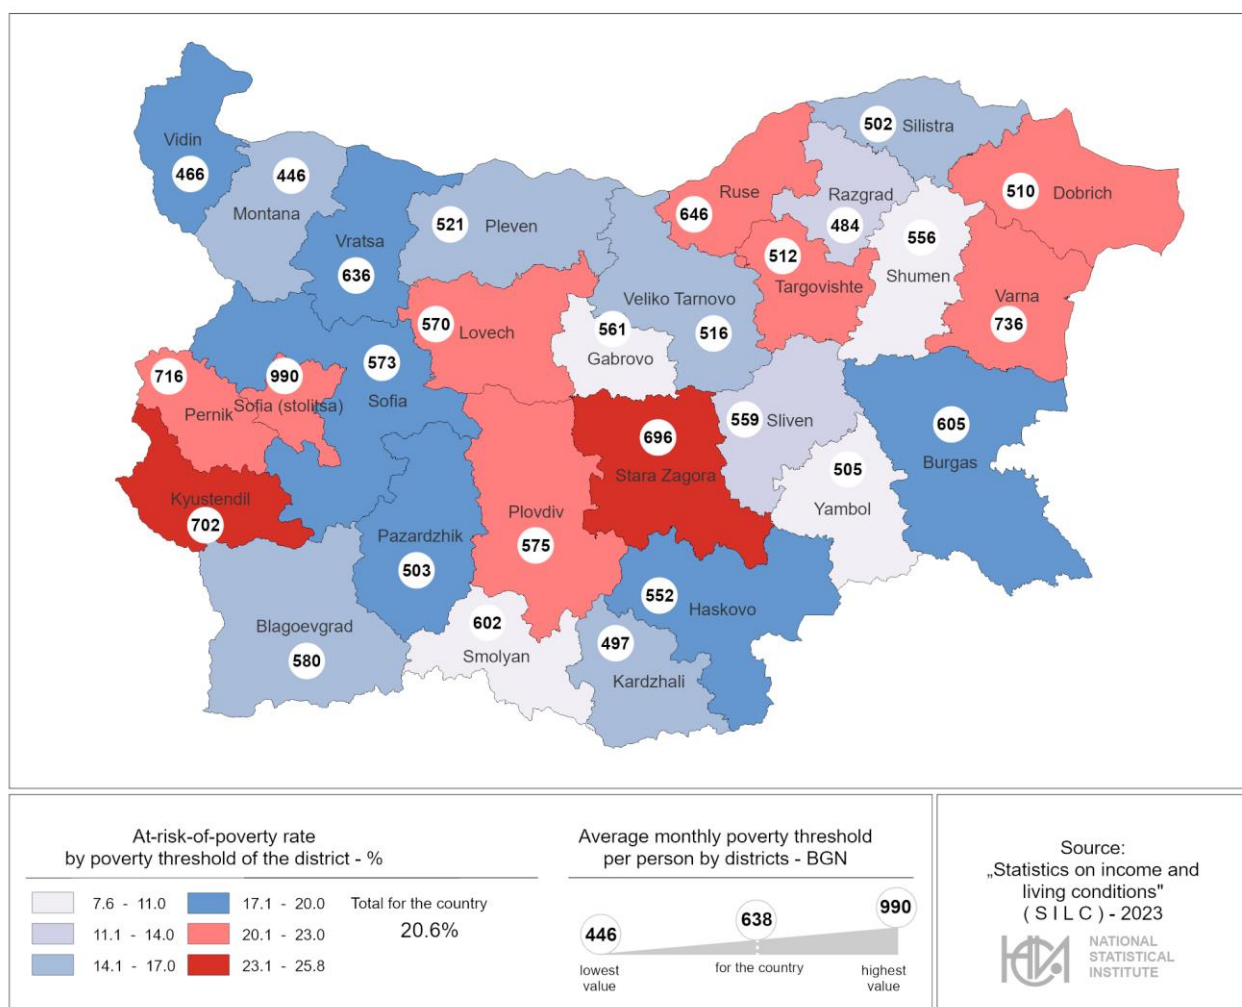 Vidin
466
446
Montana
Vratsa
636
521
Pleven
Ruse
646
502
Silistra
Razgrad
484
510
Dobrich
556
Shumen
512
Targovishte
Varna
736
Veliko Tarnovo
516
561
Gabrovo
570
Lovech
573
Sofia
716
Pernik
990
Sofia (stolitsa)
Kyustendil
702
696
Stara Zagora
559
Sliven
605
Burgas
505
Yambol
Plovdiv
575
Pazardzhik
503
552
Haskovo
Blagoevgrad
580
602
Smolyan
497
Kardzhali
At-risk-of-poverty rate
by poverty threshold of the district - %
7.6 - 11.0
11.1 - 14.0
14.1 - 17.0
17.1 - 20.0
20.1 - 23.0
23.1 - 25.8
Total for the country
20.6%
Average monthly poverty threshold
per person by districts - BGN
446
638
990
lowest
value
for the country
highest
value
Source:
„Statistics on income and
living conditions"
( S I L C ) - 2023
НСИ
NATIONAL
STATISTICAL
INSTITUTE